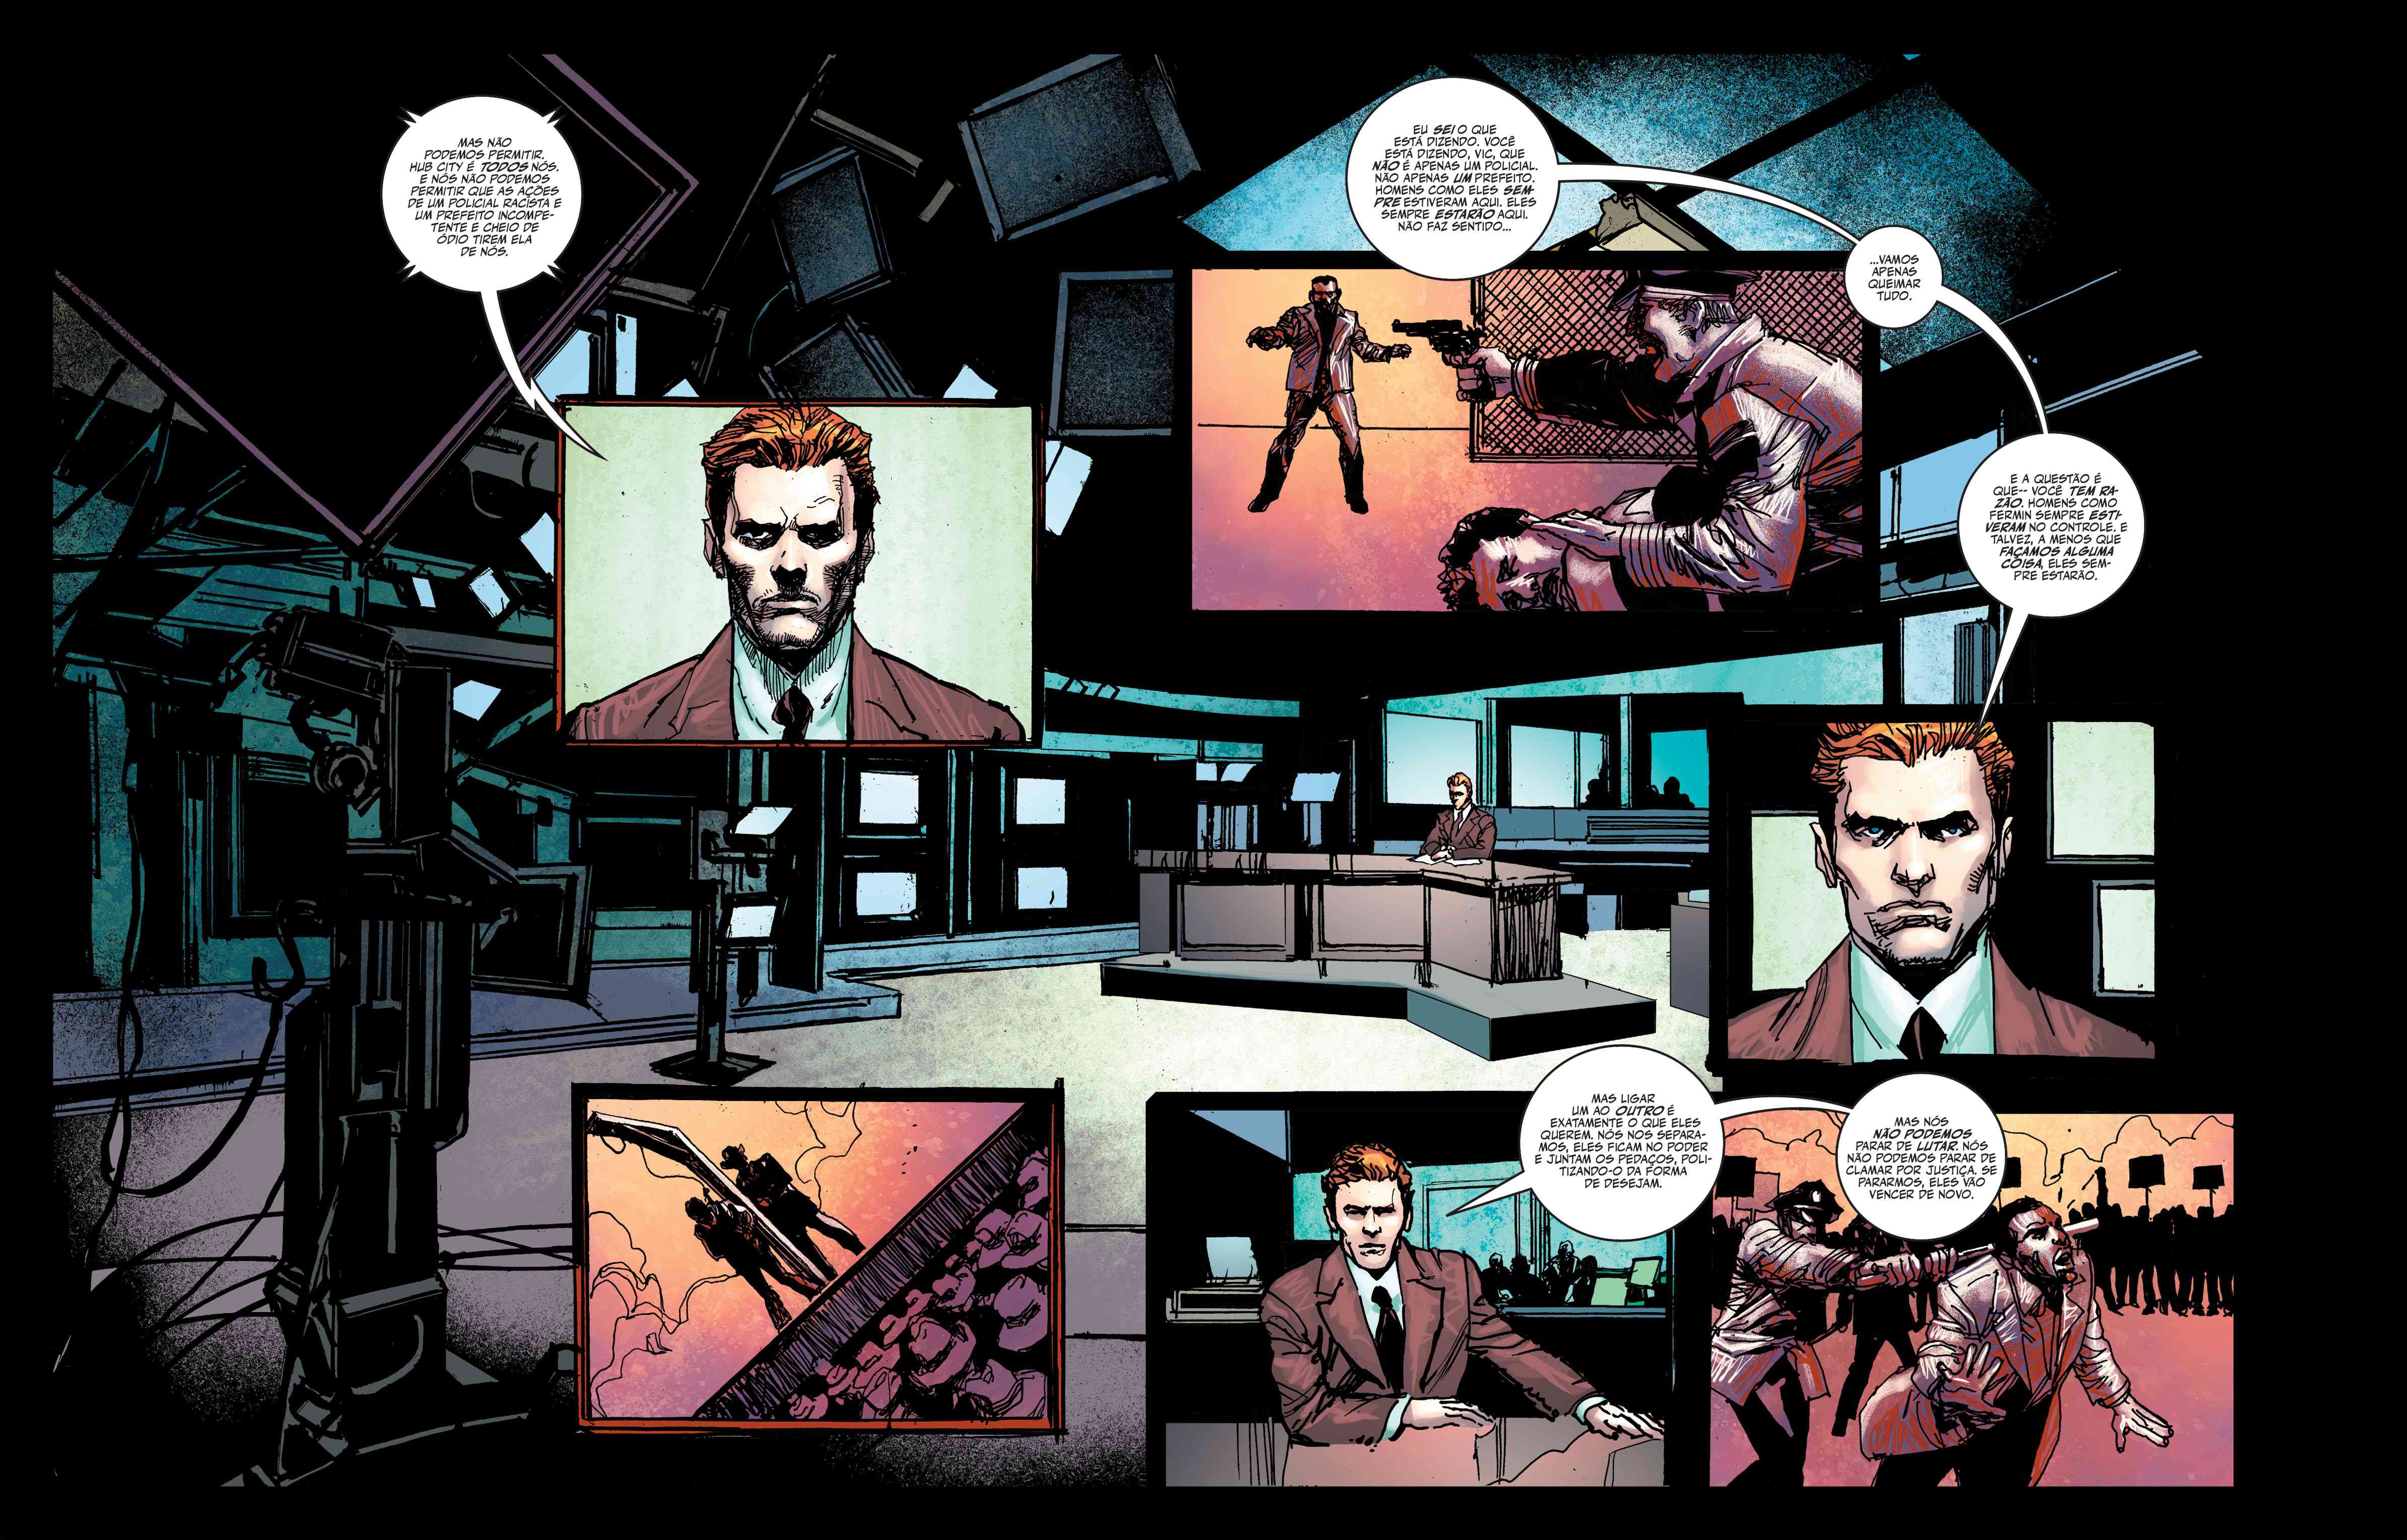 MAS NÃO
PODEMOS PERMITIR.
HUB CITY É TODOS NÓS.
E NÓS NÃO PODEMOS
PERMITIR QUE AS AÇÕES
DE UM POLICIAL RACISTA E
UM PREFEITO INCOMPE-
TENTE E CHEIO DE
ÓDIO TIREM ELA
DE NÓS.
EU SEI O QUE
ESTÁ DIZENDO. VOCÊ
ESTÁ DIZENDO, VIC, QUE
NÃO É APENAS UM POLICIAL.
NÃO APENAS UM PREFEITO.
HOMENS COMO ELES SEM-
PRE ESTIVERAM AQUI. ELES
SEMPRE ESTARÃO AQUI.
NÃO FAZ SENTIDO...
...VAMOS
APENAS
QUEIMAR
TUDO.
E A QUESTÃO É
QUE-- VOCÊ TEM RA-
ZÃO. HOMENS COMO
FERMIN SEMPRE ESTI-
VERAM NO CONTROLE. E
TALVEZ, A MENOS QUE
FAÇAMOS ALGUMA
COISA, ELES SEM-
PRE ESTARÃO.
MAS LIGAR
UM AO OUTRO É
EXATAMENTE O QUE ELES
QUEREM. NÓS NOS SEPARA-
MOS, ELES FICAM NO PODER
E JUNTAM OS PEDAÇOS, POLI-
TIZANDO-O DA FORMA
DE DESEJAM.
MAS NÓS
NÃO PODEMOS
PARAR DE LUTAR. NÓS
NÃO PODEMOS PARAR DE
CLAMAR POR JUSTIÇA. SE
PARARMOS, ELES VÃO
VENCER DE NOVO.